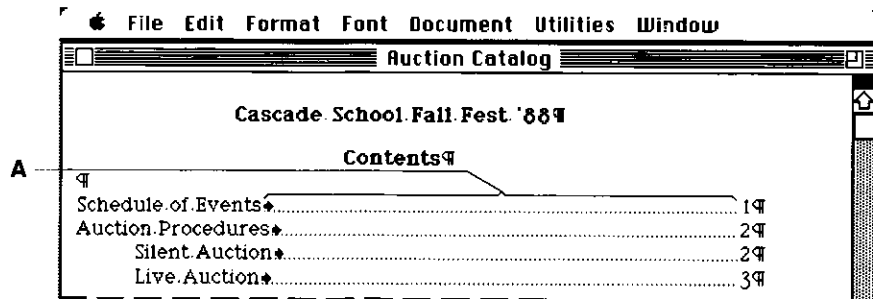 File Edit Format Font Document Utilities Window
Auction Catalog
Cascade School Fall Fest '88¶
Contents¶
A
¶
Schedule of Events 1¶
Auction Procedures 2¶
Silent Auction 2¶
Live Auction 3¶